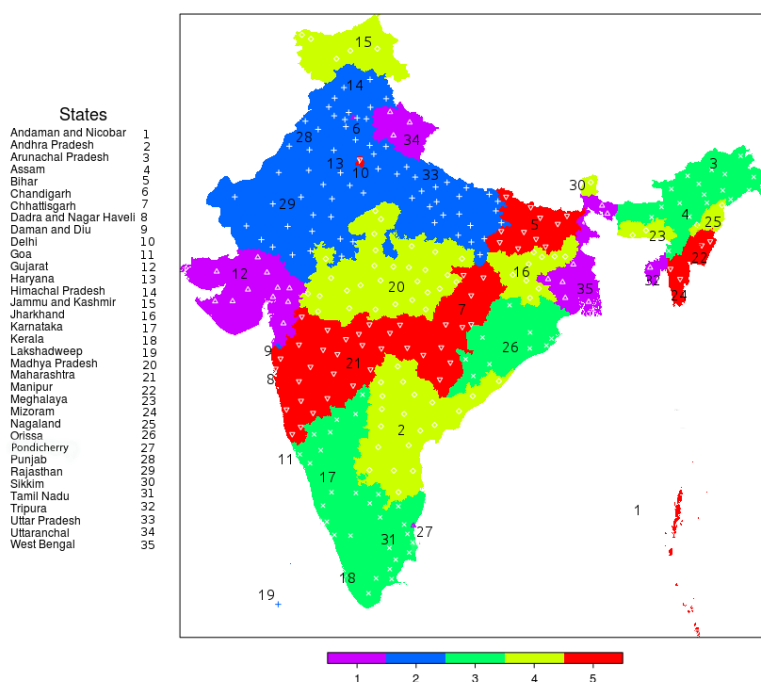 States
Andaman and Nicobar 1
Andhra Pradesh 2
Arunachal Pradesh 3
Assam 4
Bihar 5
Chandigarh 6
Chhattisgarh 7
Dadra and Nagar Haveli 8
Daman and Diu 9
Delhi 10
Goa 11
Gujarat 12
Haryana 13
Himachal Pradesh 14
Jammu and Kashmir 15
Jharkhand 16
Karnataka 17
Kerala 18
Lakshadweep 19
Madhya Pradesh 20
Maharashtra 21
Manipur 22
Meghalaya 23
Mizoram 24
Nagaland 25
Orissa 26
Pondicherry 27
Punjab 28
Rajasthan 29
Sikkim 30
Tamil Nadu 31
Tripura 32
Uttar Pradesh 33
Uttaranchal 34
West Bengal 35
15
14
28 6 34
13 10 33
3
30
29
5
4 25
23
12
22
20
16
32
35
24
7
26
9
21
8
2
11
17
1
27
31
18
19
1 2 3 4 5